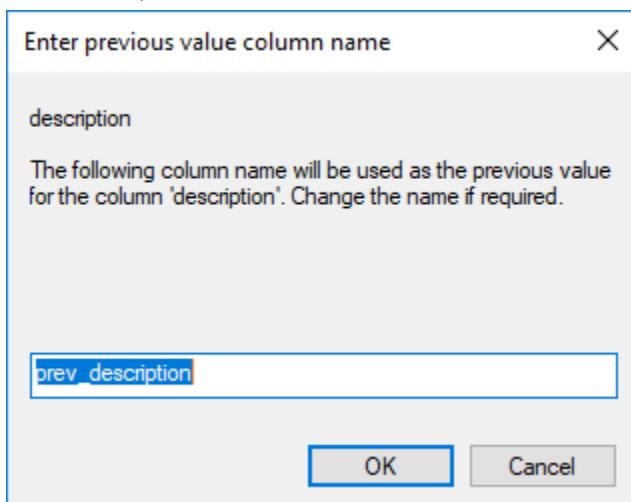 Enter previous value column name
description
The following column name will be used as the previous value
for the column 'description'. Change the name if required.
prev_description
OK
Cancel